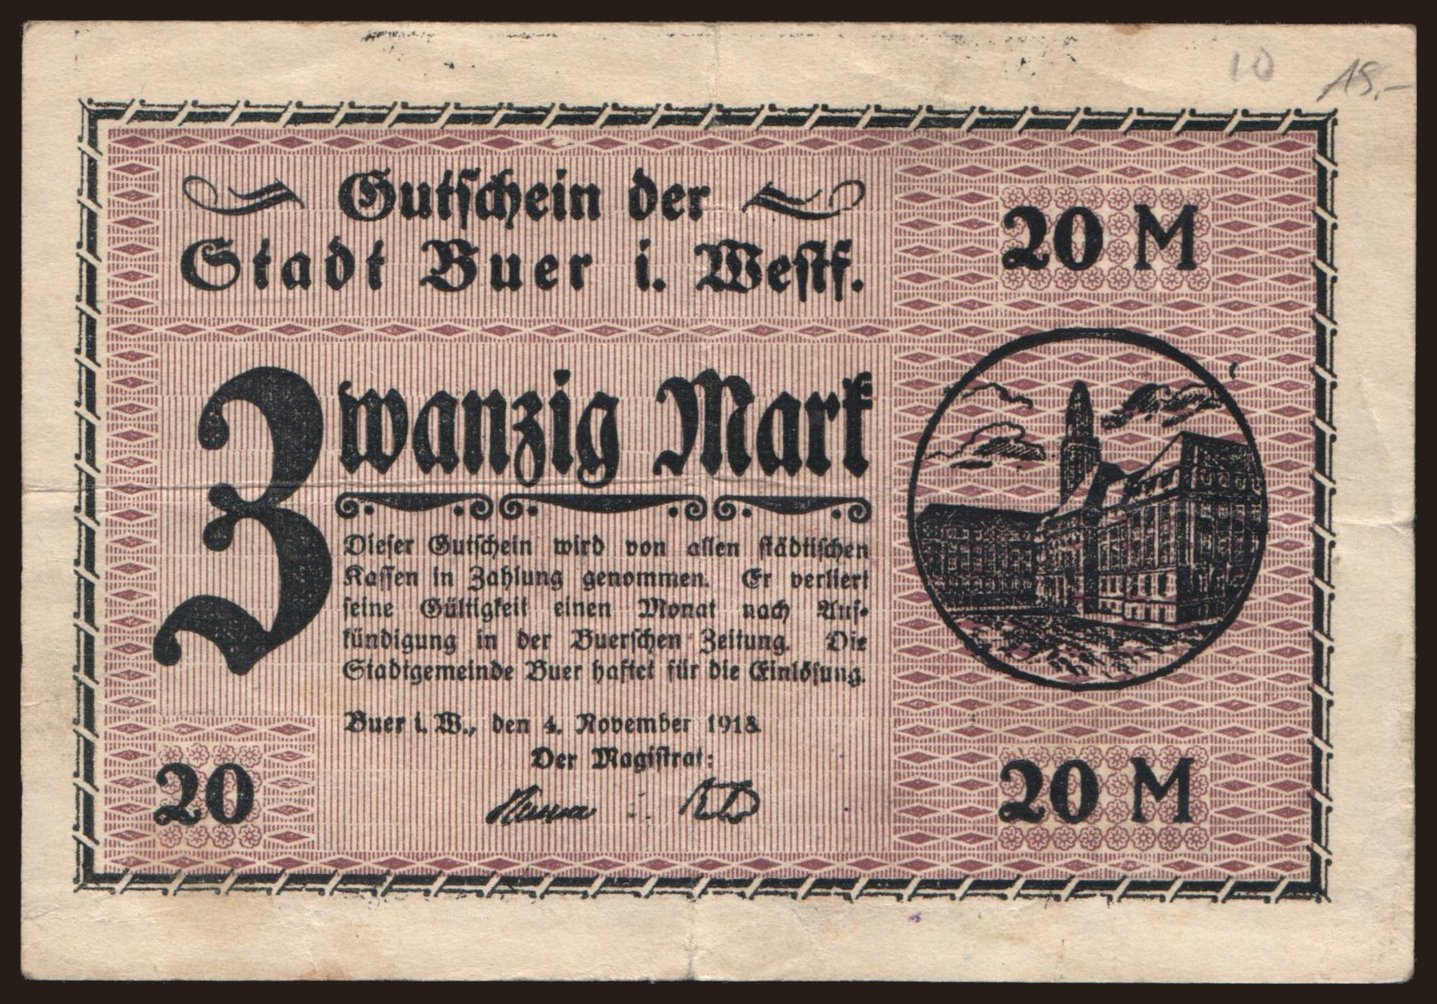 10
15.-
Gutschein der
Stadt Buer i. Westf.
20 M
Zwanzig Mark
Dieser Gutschein wird von allen städtischen
Kassen in Zahlung genommen. Er verliert
seine Gültigkeit einen Monat nach Auf-
kündigung in der Buerschen Zeitung. Die
Stadtgemeinde Buer haftet für die Einlösung.
Buer i. W., den 4. November 1918
Der Magistrat:
20
20 M